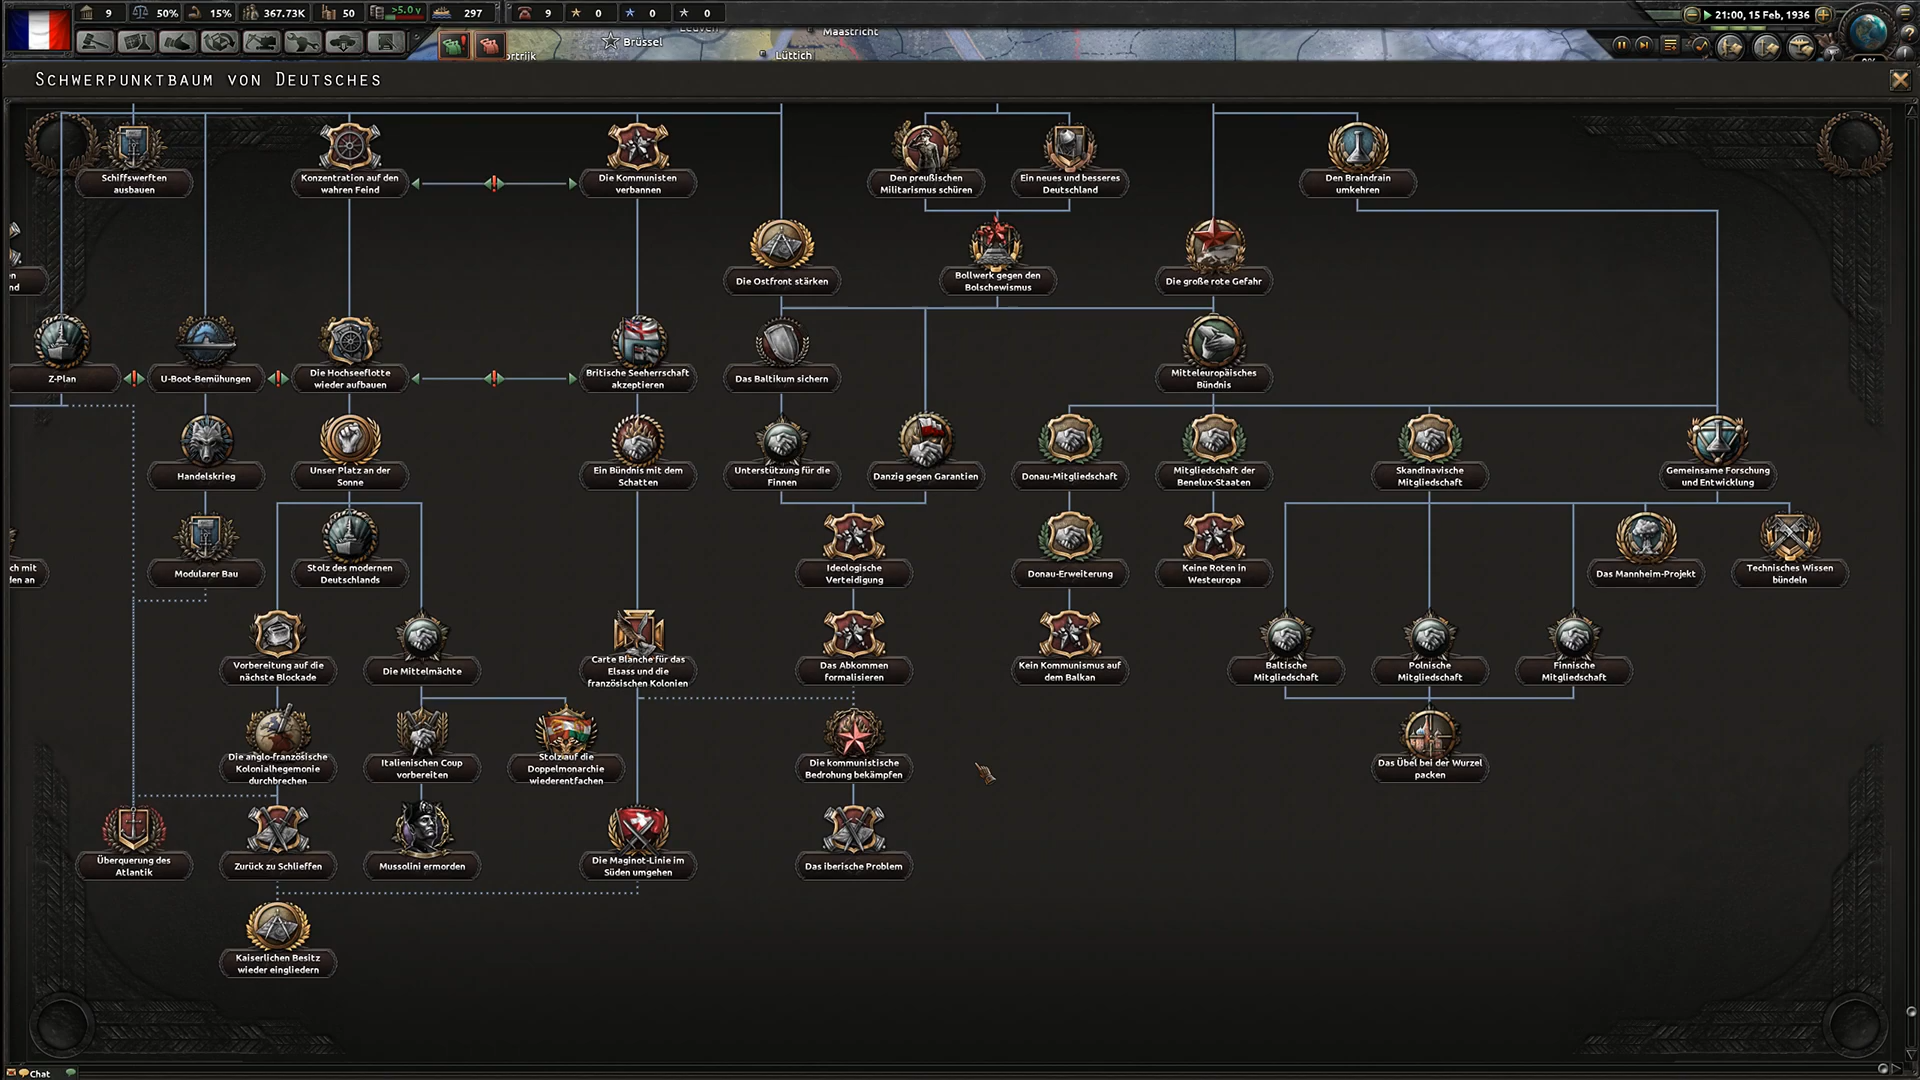 9
50%
15%
367.73K
50
>5.0 v
297
9
0
0
0
21:00, 15 Feb, 1936
Brüssel
Maastricht
Lüttich
ortrijk
Schwerpunktbaum von Deutsches
Schiffswerften
ausbauen
Konzentration auf den
wahren Feind
Die Kommunisten
verbannen
Den preußischen
Militarismus schüren
Ein neues und besseres
Deutschland
Den Braindrain
umkehren
Die Ostfront stärken
Bollwerk gegen den
Bolschewismus
Die große rote Gefahr
n
nd
Z-Plan
U-Boot-Bemühungen
Die Hochseeflotte
wieder aufbauen
Britische Seeherrschaft
akzeptieren
Das Baltikum sichern
Mitteleuropäisches
Bündnis
Handelskrieg
Unser Platz an der
Sonne
Ein Bündnis mit dem
Schatten
Unterstützung für die
Finnen
Danzig gegen Garantien
Donau-Mitgliedschaft
Mitgliedschaft der
Benelux-Staaten
Skandinavische
Mitgliedschaft
Gemeinsame Forschung
und Entwicklung
ch mit
den an
Modularer Bau
Stolz des modernen
Deutschlands
Ideologische
Verteidigung
Donau-Erweiterung
Keine Roten in
Westeuropa
Das Mannheim-Projekt
Technisches Wissen
bündeln
Vorbereitung auf die
nächste Blockade
Die Mittelmächte
Carte Blanche für das
Elsass und die
französischen Kolonien
Das Abkommen
formalisieren
Kein Kommunismus auf
dem Balkan
Baltische
Mitgliedschaft
Polnische
Mitgliedschaft
Finnische
Mitgliedschaft
Die anglo-französische
Kolonialhegemonie
durchbrechen
Italienischen Coup
vorbereiten
Stolz auf die
Doppelmonarchie
wiederentfachen
Die kommunistische
Bedrohung bekämpfen
Das Übel bei der Wurzel
packen
Überquerung des
Atlantik
Zurück zu Schlieffen
Mussolini ermorden
Die Maginot-Linie im
Süden umgehen
Das iberische Problem
Kaiserlichen Besitz
wieder eingliedern
Chat